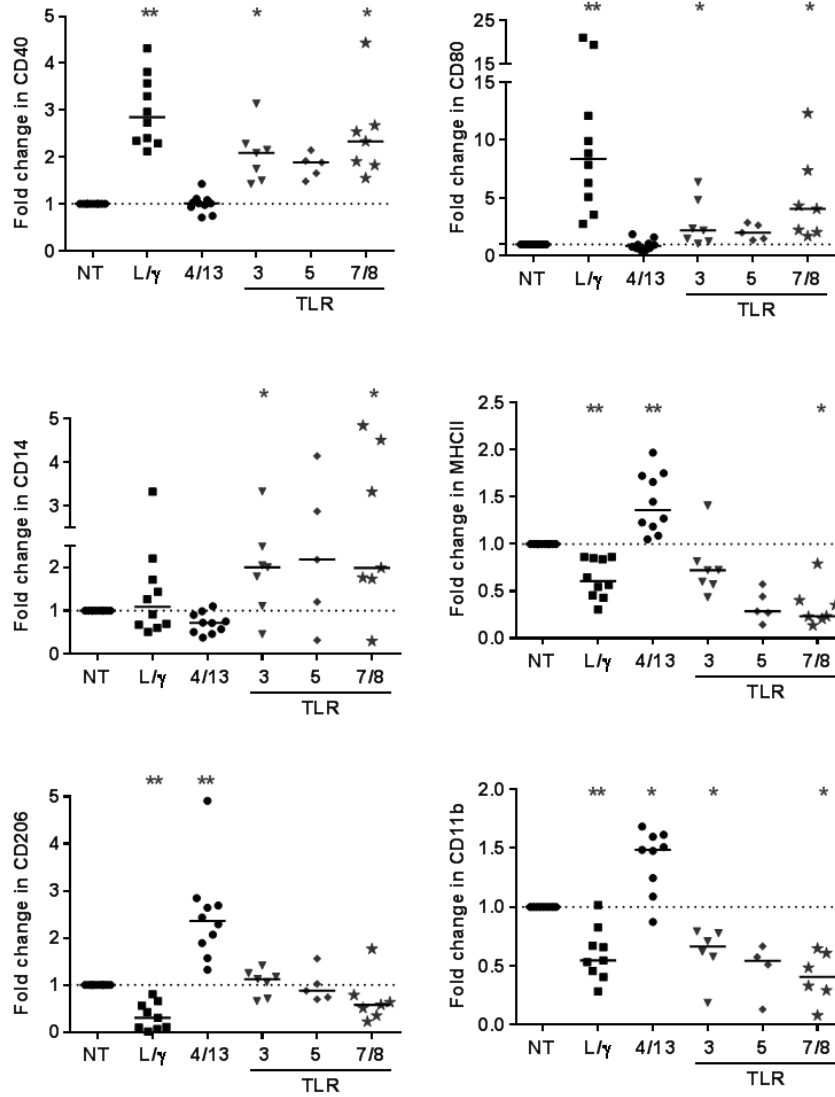 ** * *
Fold change in CD40
5
4
3
2
1
0
NT L/γ 4/13 3 5 7/8
TLR
** * *
Fold change in CD80
25
15
10
5
1
0
NT L/γ 4/13 3 5 7/8
TLR
* *
Fold change in CD14
5
4
3
2
1
0
NT L/γ 4/13 3 5 7/8
TLR
** ** *
Fold change in MHCII
2.5
2.0
1.5
1.0
0.5
0.0
NT L/γ 4/13 3 5 7/8
TLR
** **
Fold change in CD206
5
4
3
2
1
0
NT L/γ 4/13 3 5 7/8
TLR
** * * *
Fold change in CD11b
2.0
1.5
1.0
0.5
0.0
NT L/γ 4/13 3 5 7/8
TLR